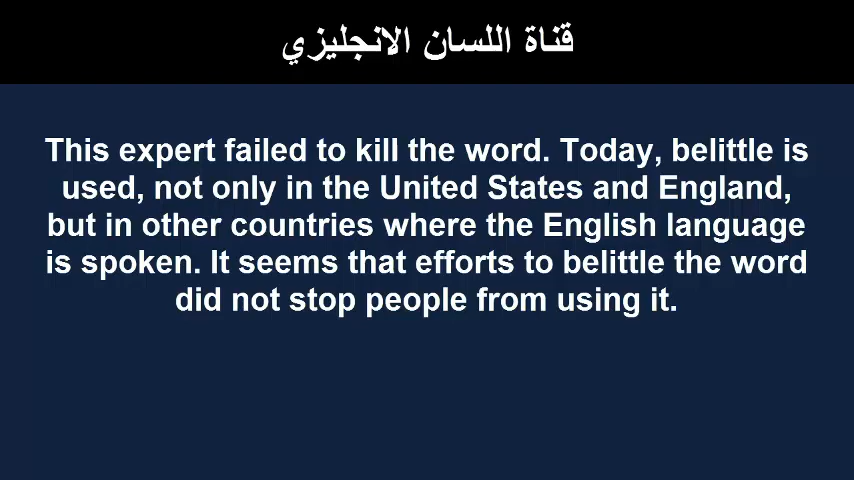 قناة اللسان الانجليزي
This expert failed to kill the word. Today, belittle is
used, not only in the United States and England,
but in other countries where the English language
is spoken. It seems that efforts to belittle the word
did not stop people from using it.